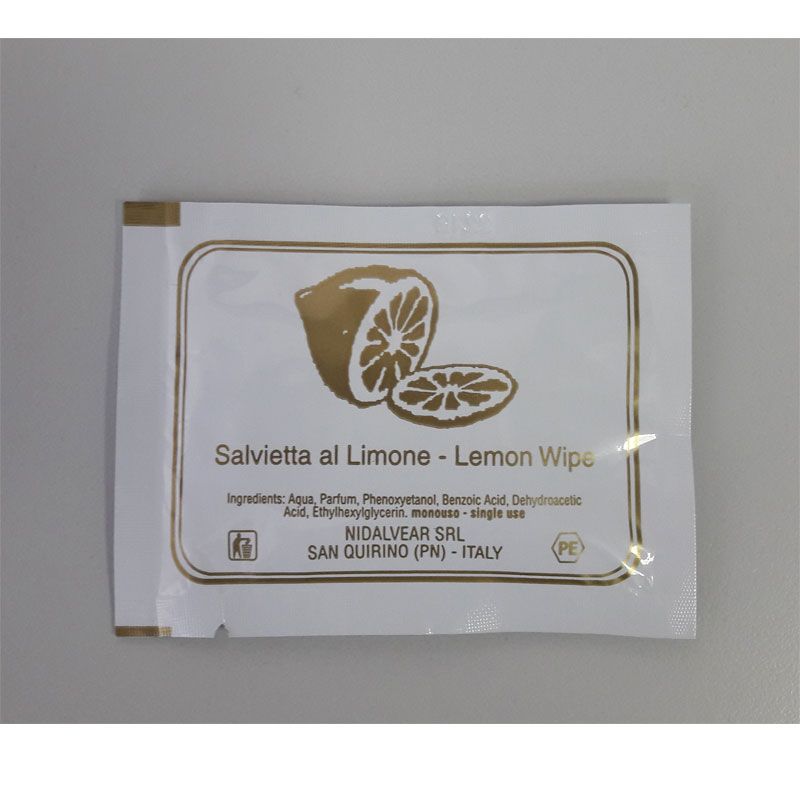 Salvietta al Limone - Lemon Wipe
Ingredients: Aqua, Parfum, Phenoxyetanol, Benzoic Acid, Dehydroacetic
Acid, Ethylhexylglycerin. monouso - single use
NIDALVEAR SRL
SAN QUIRINO (PN) - ITALY
PE